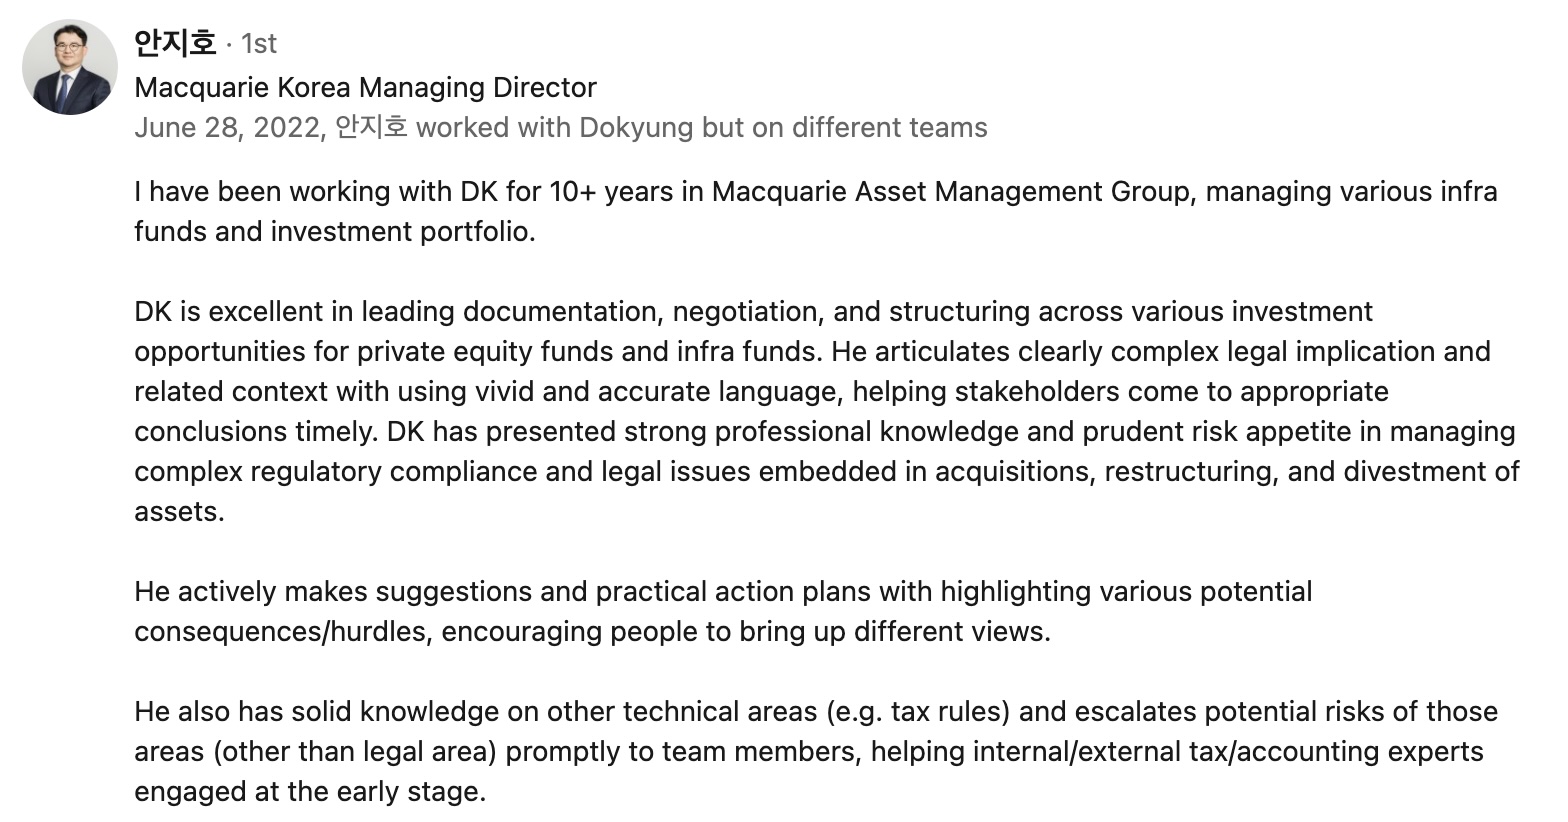 안지호 · 1st
Macquarie Korea Managing Director
June 28, 2022, 안지호 worked with Dokyung but on different teams
I have been working with DK for 10+ years in Macquarie Asset Management Group, managing various infra
funds and investment portfolio.
DK is excellent in leading documentation, negotiation, and structuring across various investment
opportunities for private equity funds and infra funds. He articulates clearly complex legal implication and
related context with using vivid and accurate language, helping stakeholders come to appropriate
conclusions timely. DK has presented strong professional knowledge and prudent risk appetite in managing
complex regulatory compliance and legal issues embedded in acquisitions, restructuring, and divestment of
assets.
He actively makes suggestions and practical action plans with highlighting various potential
consequences/hurdles, encouraging people to bring up different views.
He also has solid knowledge on other technical areas (e.g. tax rules) and escalates potential risks of those
areas (other than legal area) promptly to team members, helping internal/external tax/accounting experts
engaged at the early stage.